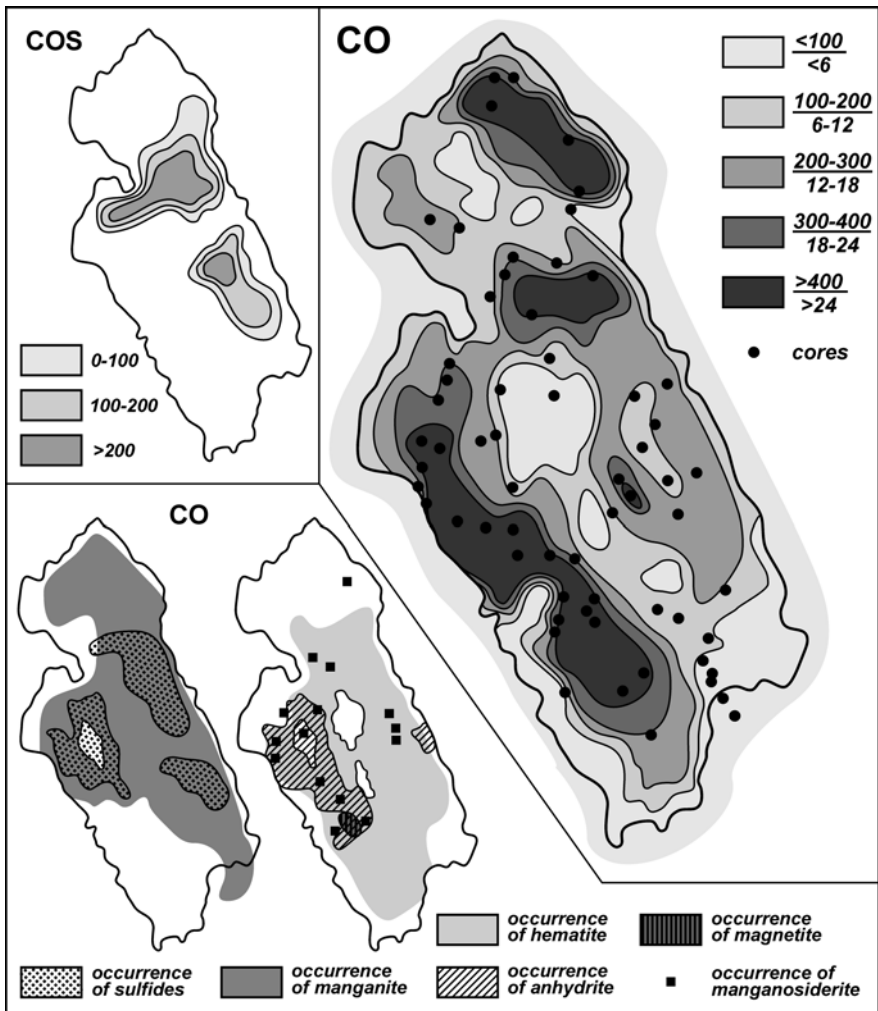 COS
0-100
100-200
>200
CO
<100
<6
100-200
6-12
200-300
12-18
300-400
18-24
>400
>24
cores
CO
occurrence
of hematite
occurrence
of magnetite
occurrence
of sulfides
occurrence
of manganite
occurrence
of anhydrite
occurrence of
manganosiderite